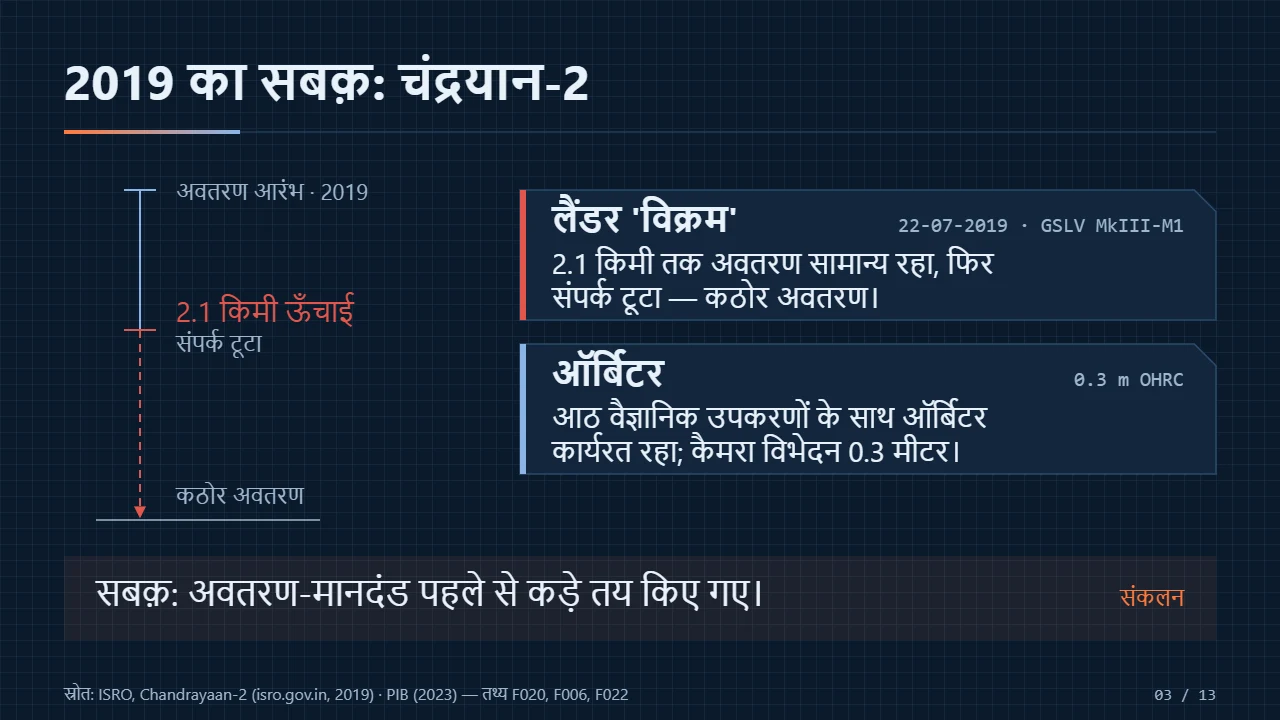 2019 का सबक़: चंद्रयान-2
अवतरण आरंभ · 2019
2.1 किमी ऊँचाई
संपर्क टूटा
कठोर अवतरण
लैंडर 'विक्रम'
22-07-2019 · GSLV MkIII-M1
2.1 किमी तक अवतरण सामान्य रहा, फिर
संपर्क टूटा — कठोर अवतरण।
ऑर्बिटर
0.3 m OHRC
आठ वैज्ञानिक उपकरणों के साथ ऑर्बिटर
कार्यरत रहा; कैमरा विभेदन 0.3 मीटर।
सबक़: अवतरण-मानदंड पहले से कड़े तय किए गए।
संकलन
स्रोत: ISRO, Chandrayaan-2 (isro.gov.in, 2019) · PIB (2023) — तथ्य F020, F006, F022
03 / 13